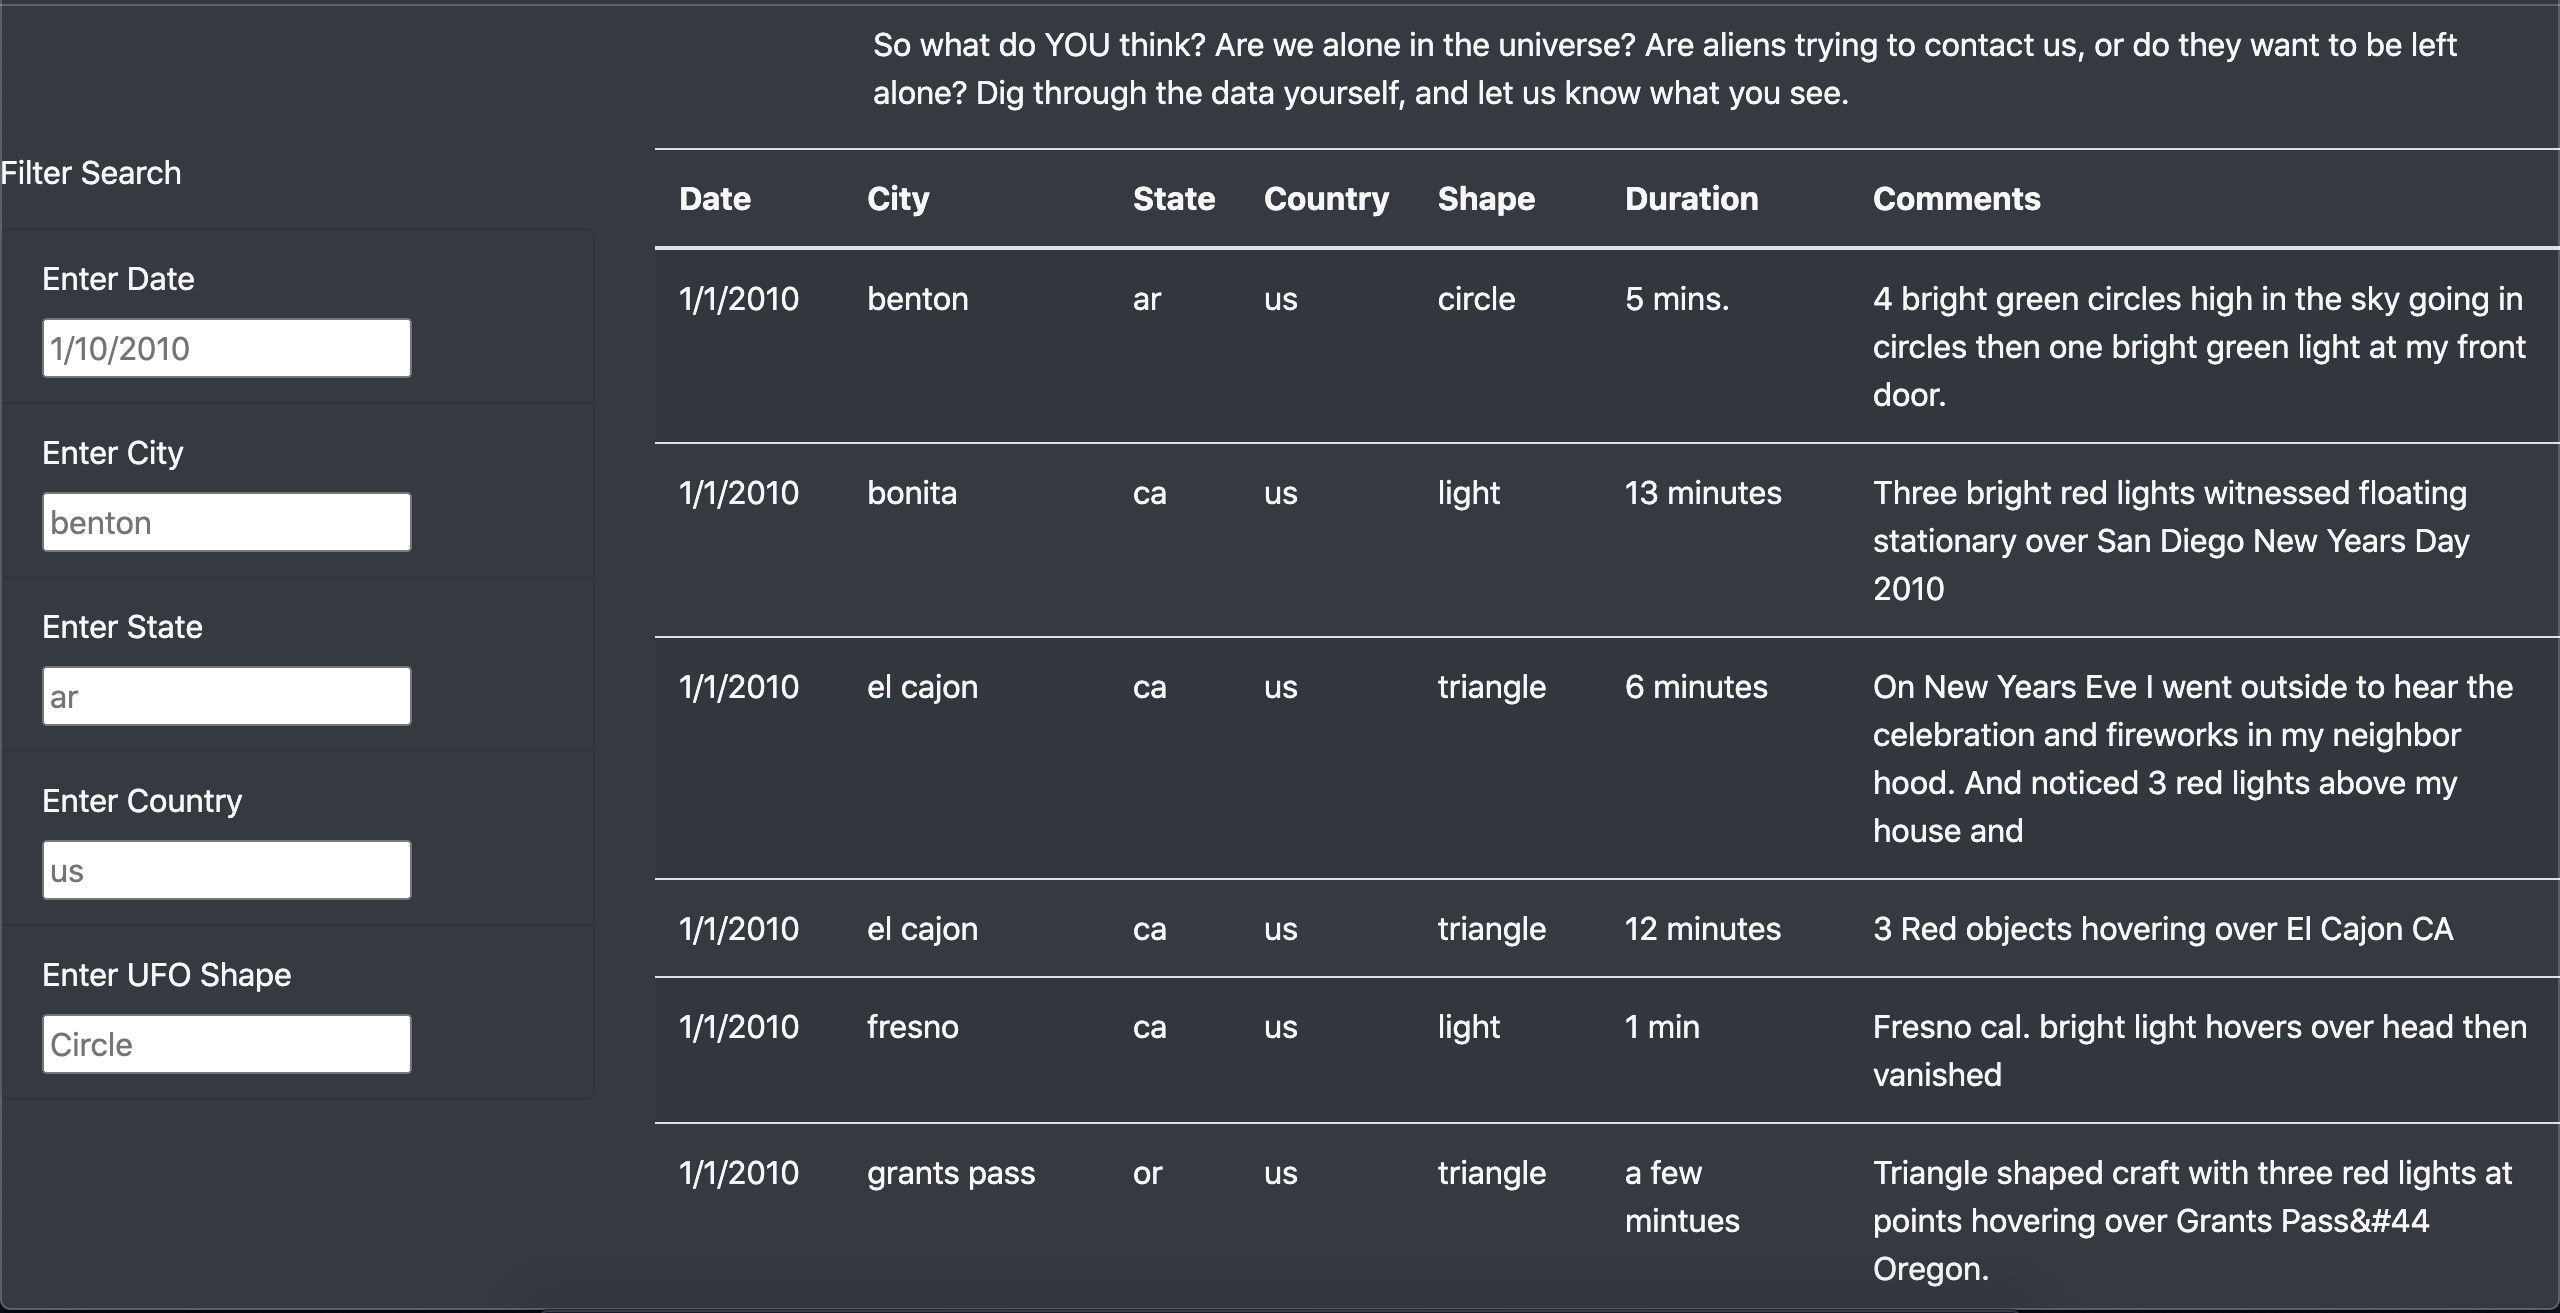 So what do YOU think? Are we alone in the universe? Are aliens trying to contact us, or do they want to be left
alone? Dig through the data yourself, and let us know what you see.
Filter Search
Enter Date
1/10/2010
Enter City
benton
Enter State
ar
Enter Country
us
Enter UFO Shape
Circle
Date City State Country Shape Duration Comments
1/1/2010 benton ar us circle 5 mins. 4 bright green circles high in the sky going in
circles then one bright green light at my front
door.
1/1/2010 bonita ca us light 13 minutes Three bright red lights witnessed floating
stationary over San Diego New Years Day
2010
1/1/2010 el cajon ca us triangle 6 minutes On New Years Eve I went outside to hear the
celebration and fireworks in my neighbor
hood. And noticed 3 red lights above my
house and
1/1/2010 el cajon ca us triangle 12 minutes 3 Red objects hovering over El Cajon CA
1/1/2010 fresno ca us light 1 min Fresno cal. bright light hovers over head then
vanished
1/1/2010 grants pass or us triangle a few Triangle shaped craft with three red lights at
mintues points hovering over Grants Pass&#44
Oregon.